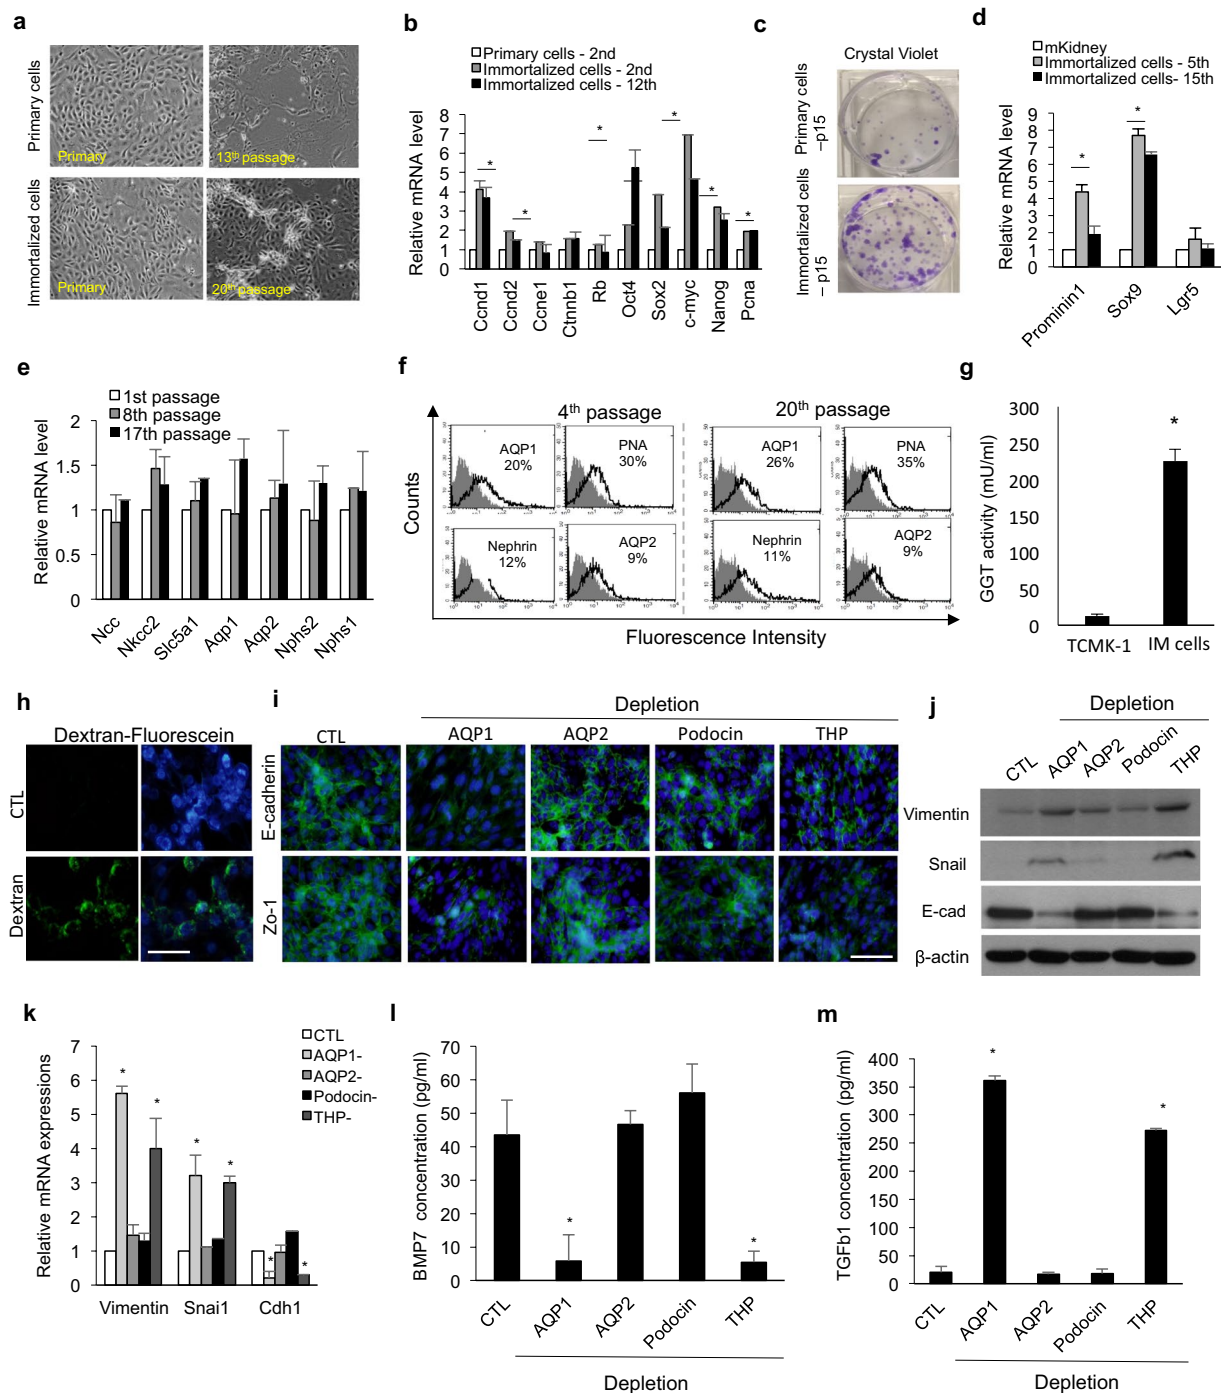 a
Primary cells
Primary
13th passage
Immortalized cells
Primary
20th passage
b
Primary cells - 2nd
Immortalized cells - 2nd
Immortalized cells - 12th
Relative mRNA level
8
7
6
5
4
3
2
1
0
Ccnd1
Ccnd2
Ccne1
Ctnnb1
Rb
Oct4
Sox2
c-myc
Nanog
Pcna
* * * * * *
c
Crystal Violet
Primary cells
–p15
Immortalized cells
– p15
d
mKidney
Immortalized cells - 5th
Immortalized cells- 15th
Relative mRNA level
9
8
7
6
5
4
3
2
1
0
* *
Prominin1
Sox9
Lgr5
e
1st passage
8th passage
17th passage
Relative mRNA level
2
1.5
1
0.5
0
Ncc
Nkcc2
Slc5a1
Aqp1
Aqp2
Nphs2
Nphs1
f
4th passage
20th passage
Counts
AQP1
20%
PNA
30%
AQP1
26%
PNA
35%
Nephrin
12%
AQP2
9%
Nephrin
11%
AQP2
9%
Fluorescence Intensity
g
GGT activity (mU/ml)
300
250
200
150
100
50
0
*
TCMK-1
IM cells
h
Dextran-Fluorescein
CTL
Dextran
i
Depletion
CTL
AQP1
AQP2
Podocin
THP
E-cadherin
Zo-1
j
Depletion
CTL
AQP1
AQP2
Podocin
THP
Vimentin
Snail
E-cad
β-actin
k
CTL
AQP1-
AQP2-
Podocin-
THP-
Relative mRNA expressions
7
6
5
4
3
2
1
0
* * * * * *
Vimentin
Snai1
Cdh1
l
BMP7 concentration (pg/ml)
70
60
50
40
30
20
10
0
* *
CTL
AQP1
AQP2
Podocin
THP
Depletion
m
TGFb1 concentration (pg/ml)
400
350
300
250
200
150
100
50
0
* *
CTL
AQP1
AQP2
Podocin
THP
Depletion